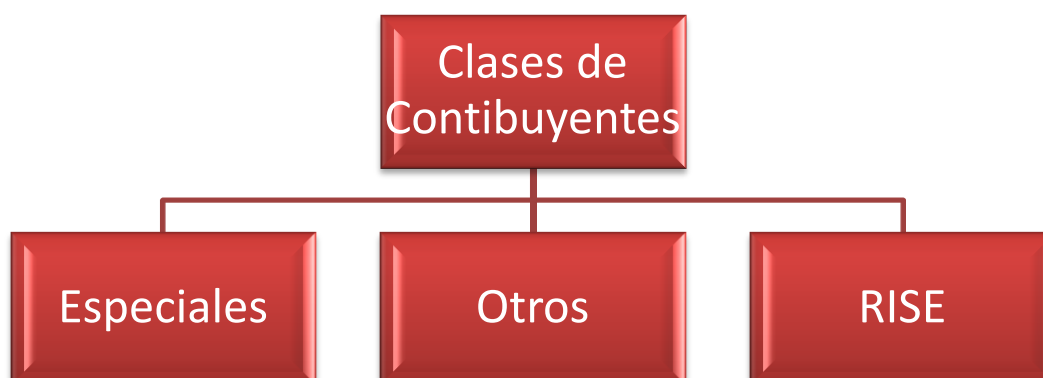 Clases de
Contibuyentes
Especiales
Otros
RISE